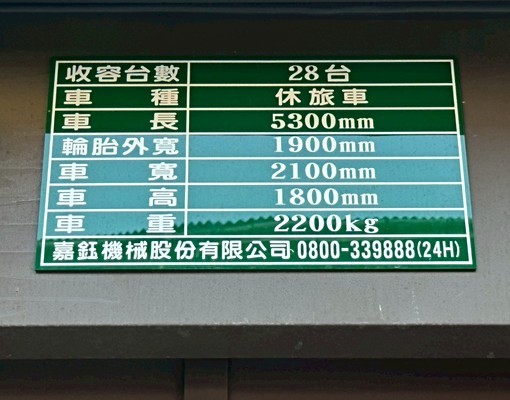 收容台數 28台
車種 休旅車
車長 5300mm
輪胎外寬 1900mm
車寬 2100mm
車高 1800mm
車重 2200kg
嘉鈺機械股份有限公司 0800-339888(24H)